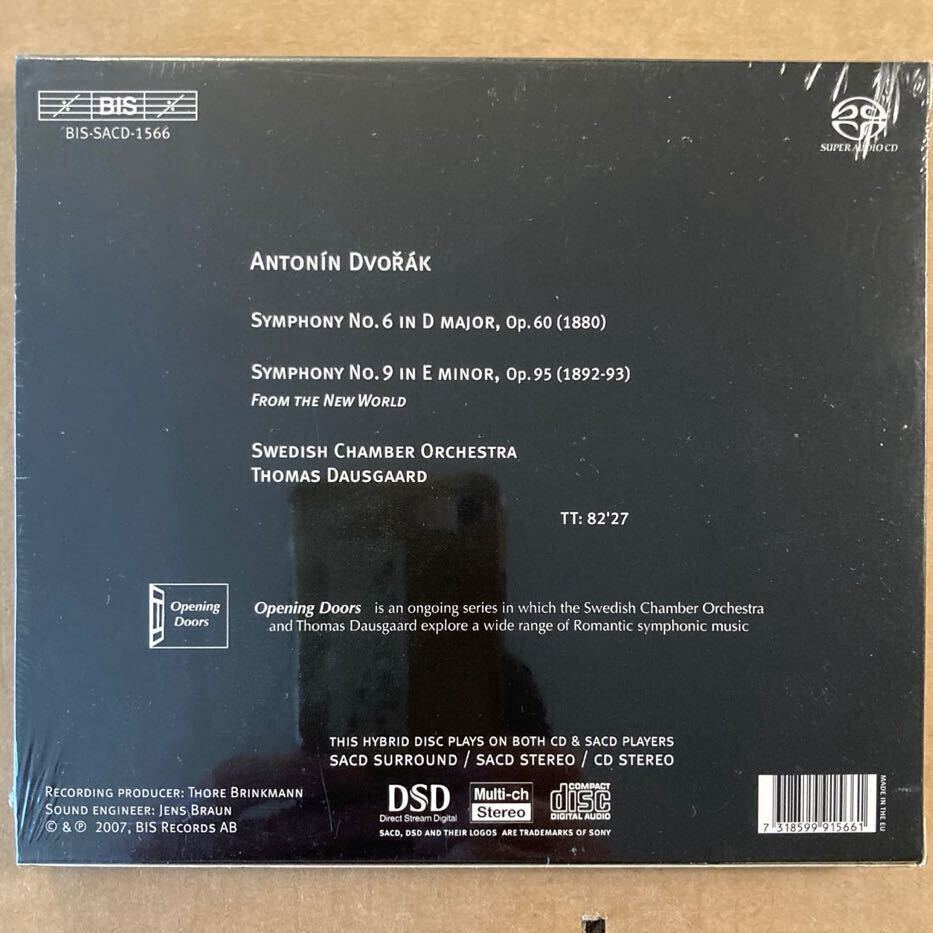 BIS
BIS-SACD-1566
SUPER AUDIO CD
ANTONÍN DVOŘÁK
SYMPHONY NO. 6 IN D MAJOR, OP. 60 (1880)
SYMPHONY NO. 9 IN E MINOR, OP. 95 (1892-93)
FROM THE NEW WORLD
SWEDISH CHAMBER ORCHESTRA
THOMAS DAUSGAARD
TT: 82'27
Opening
Doors
Opening Doors is an ongoing series in which the Swedish Chamber Orchestra
and Thomas Dausgaard explore a wide range of Romantic symphonic music
THIS HYBRID DISC PLAYS ON BOTH CD & SACD PLAYERS
SACD SURROUND / SACD STEREO / CD STEREO
RECORDING PRODUCER: THORE BRINKMANN
SOUND ENGINEER: JENS BRAUN
© & ℗ 2007, BIS RECORDS AB
DSD
Direct Stream Digital
Multi-ch
Stereo
COMPACT
disc
DIGITAL AUDIO
SACD, DSD AND THEIR LOGOS ARE TRADEMARKS OF SONY
7 318599 915661
MADE IN THE EU